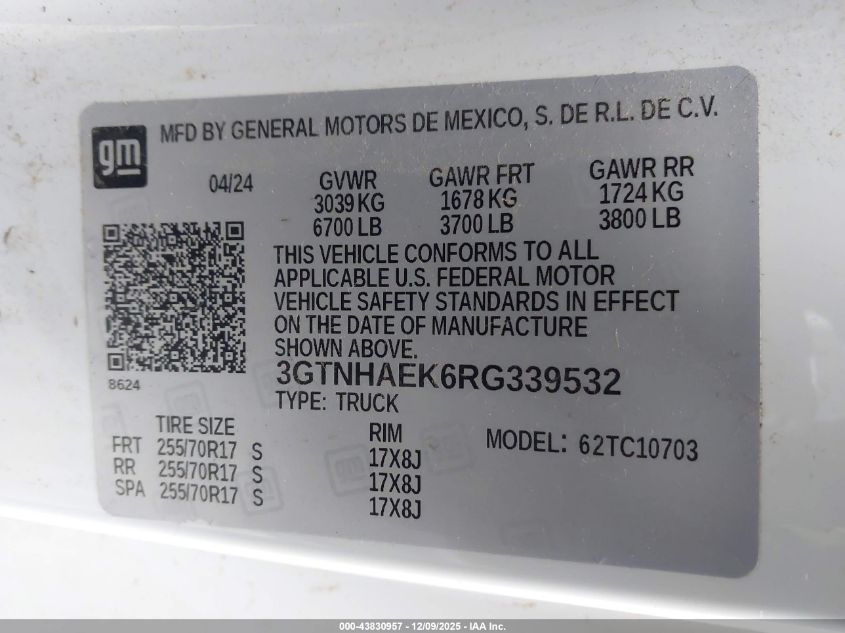 gm
MFD BY GENERAL MOTORS DE MEXICO, S. DE R.L. DE C.V.
04/24 GVWR GAWR FRT GAWR RR
3039 KG 1678 KG 1724 KG
6700 LB 3700 LB 3800 LB
THIS VEHICLE CONFORMS TO ALL
APPLICABLE U.S. FEDERAL MOTOR
VEHICLE SAFETY STANDARDS IN EFFECT
ON THE DATE OF MANUFACTURE
SHOWN ABOVE.
8624
3GTNHAEK6RG339532
TYPE: TRUCK
TIRE SIZE RIM MODEL: 62TC10703
FRT 255/70R17 S 17X8J
RR 255/70R17 S 17X8J
SPA 255/70R17 S 17X8J
000-43830957 - 12/09/2025 - IAA Inc.